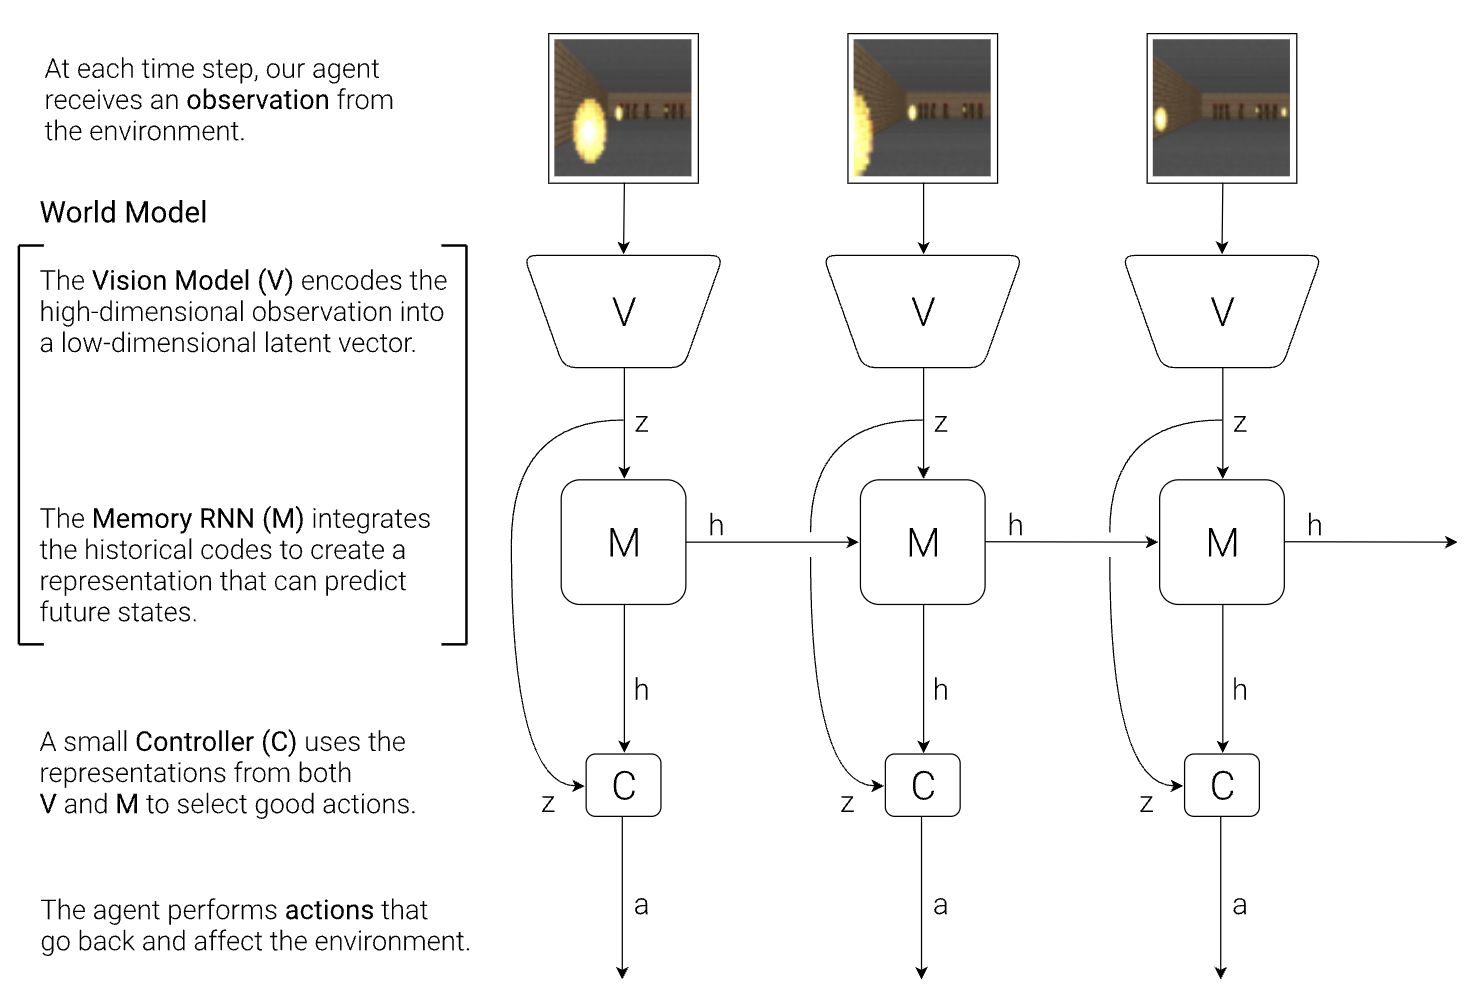 At each time step, our agent
receives an observation from
the environment.
World Model
The Vision Model (V) encodes the
high-dimensional observation into
a low-dimensional latent vector.
The Memory RNN (M) integrates
the historical codes to create a
representation that can predict
future states.
A small Controller (C) uses the
representations from both
V and M to select good actions.
The agent performs actions that
go back and affect the environment.
V V V
z z z
h h h
M M M
h h h
C C C
z z z
a a a